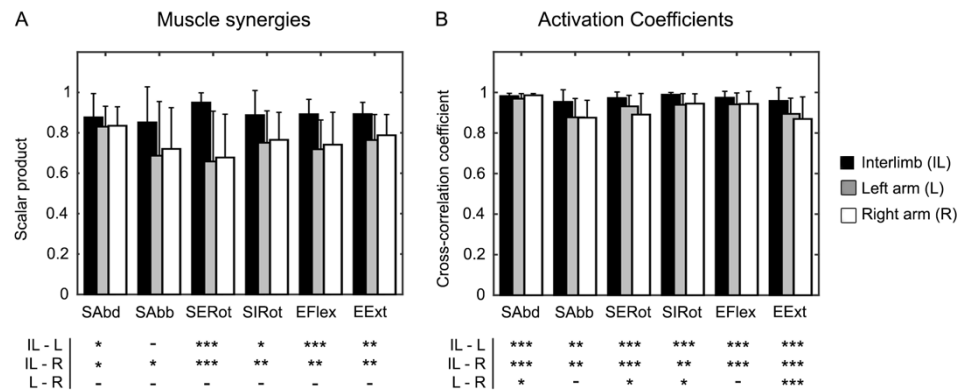 A Muscle synergies
B Activation Coefficients
Scalar product
1
0.8
0.6
0.4
0.2
0
SAbd SAbb SERot SIRot EFlex EExt
IL - L * - *** * *** **
IL - R * * *** ** ** **
L - R - - - - - -
Cross-correlation coefficient
1
0.8
0.6
0.4
0.2
0
SAbd SAbb SERot SIRot EFlex EExt
IL - L *** ** *** ** *** ***
IL - R *** ** *** ** *** ***
L - R * - * * - ***
Interlimb (IL)
Left arm (L)
Right arm (R)